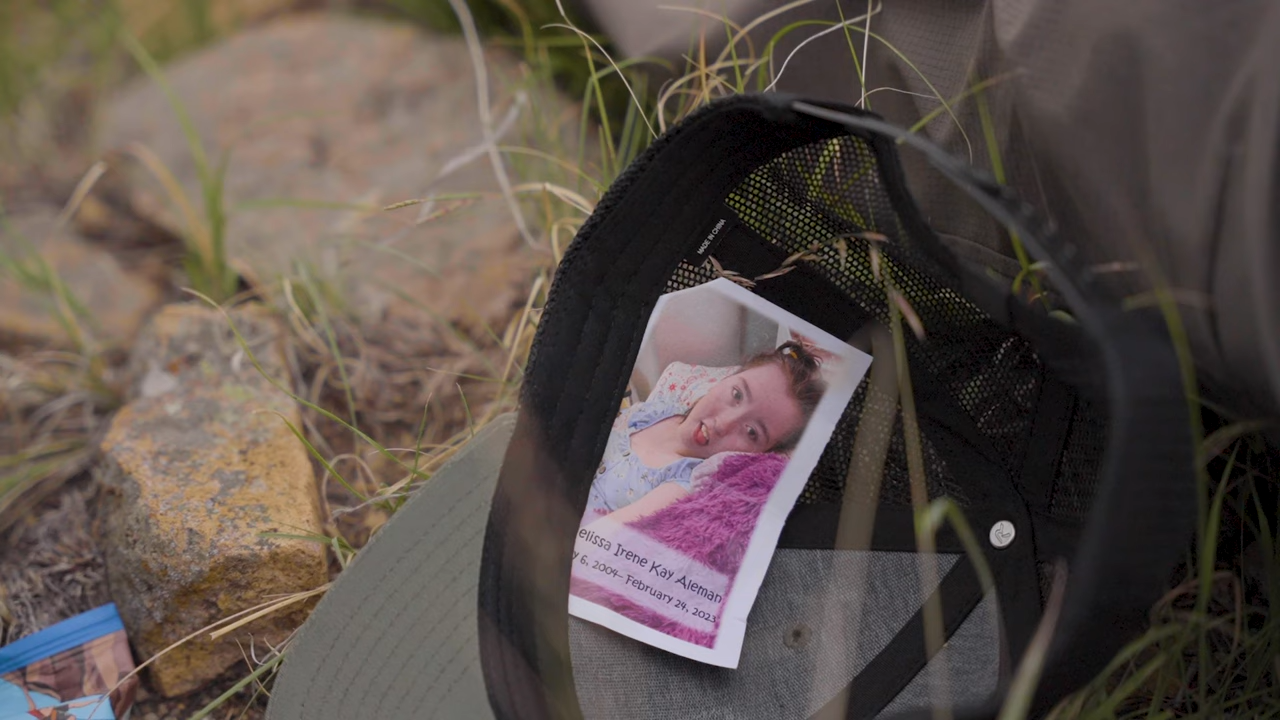 MADE IN CHINA
elissa Irene Kay Aleman
y 6, 2004– February 24, 2023